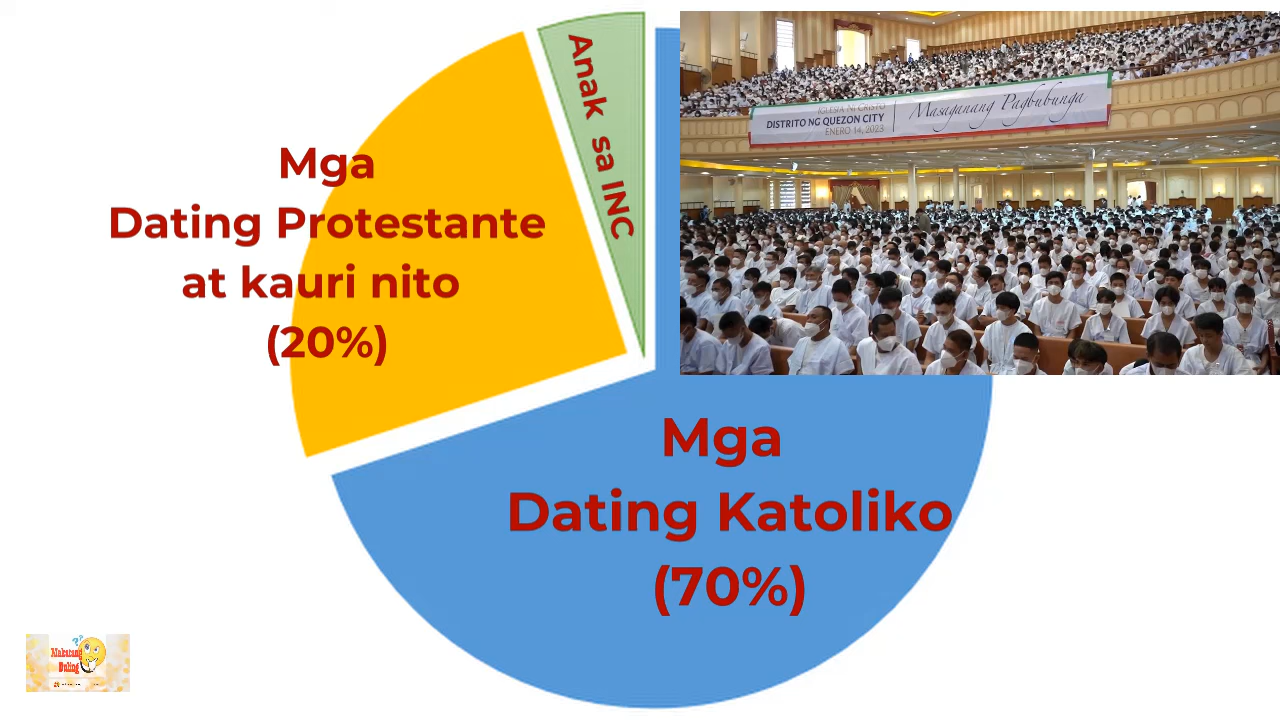 Anak sa INC
Mga
Dating Protestante
at kauri nito
(20%)
IGLESIA NI CRISTO
DISTRITO NG QUEZON CITY
ENERO 14, 2023
Masaganang Pagbubunga
Mga
Dating Katoliko
(70%)